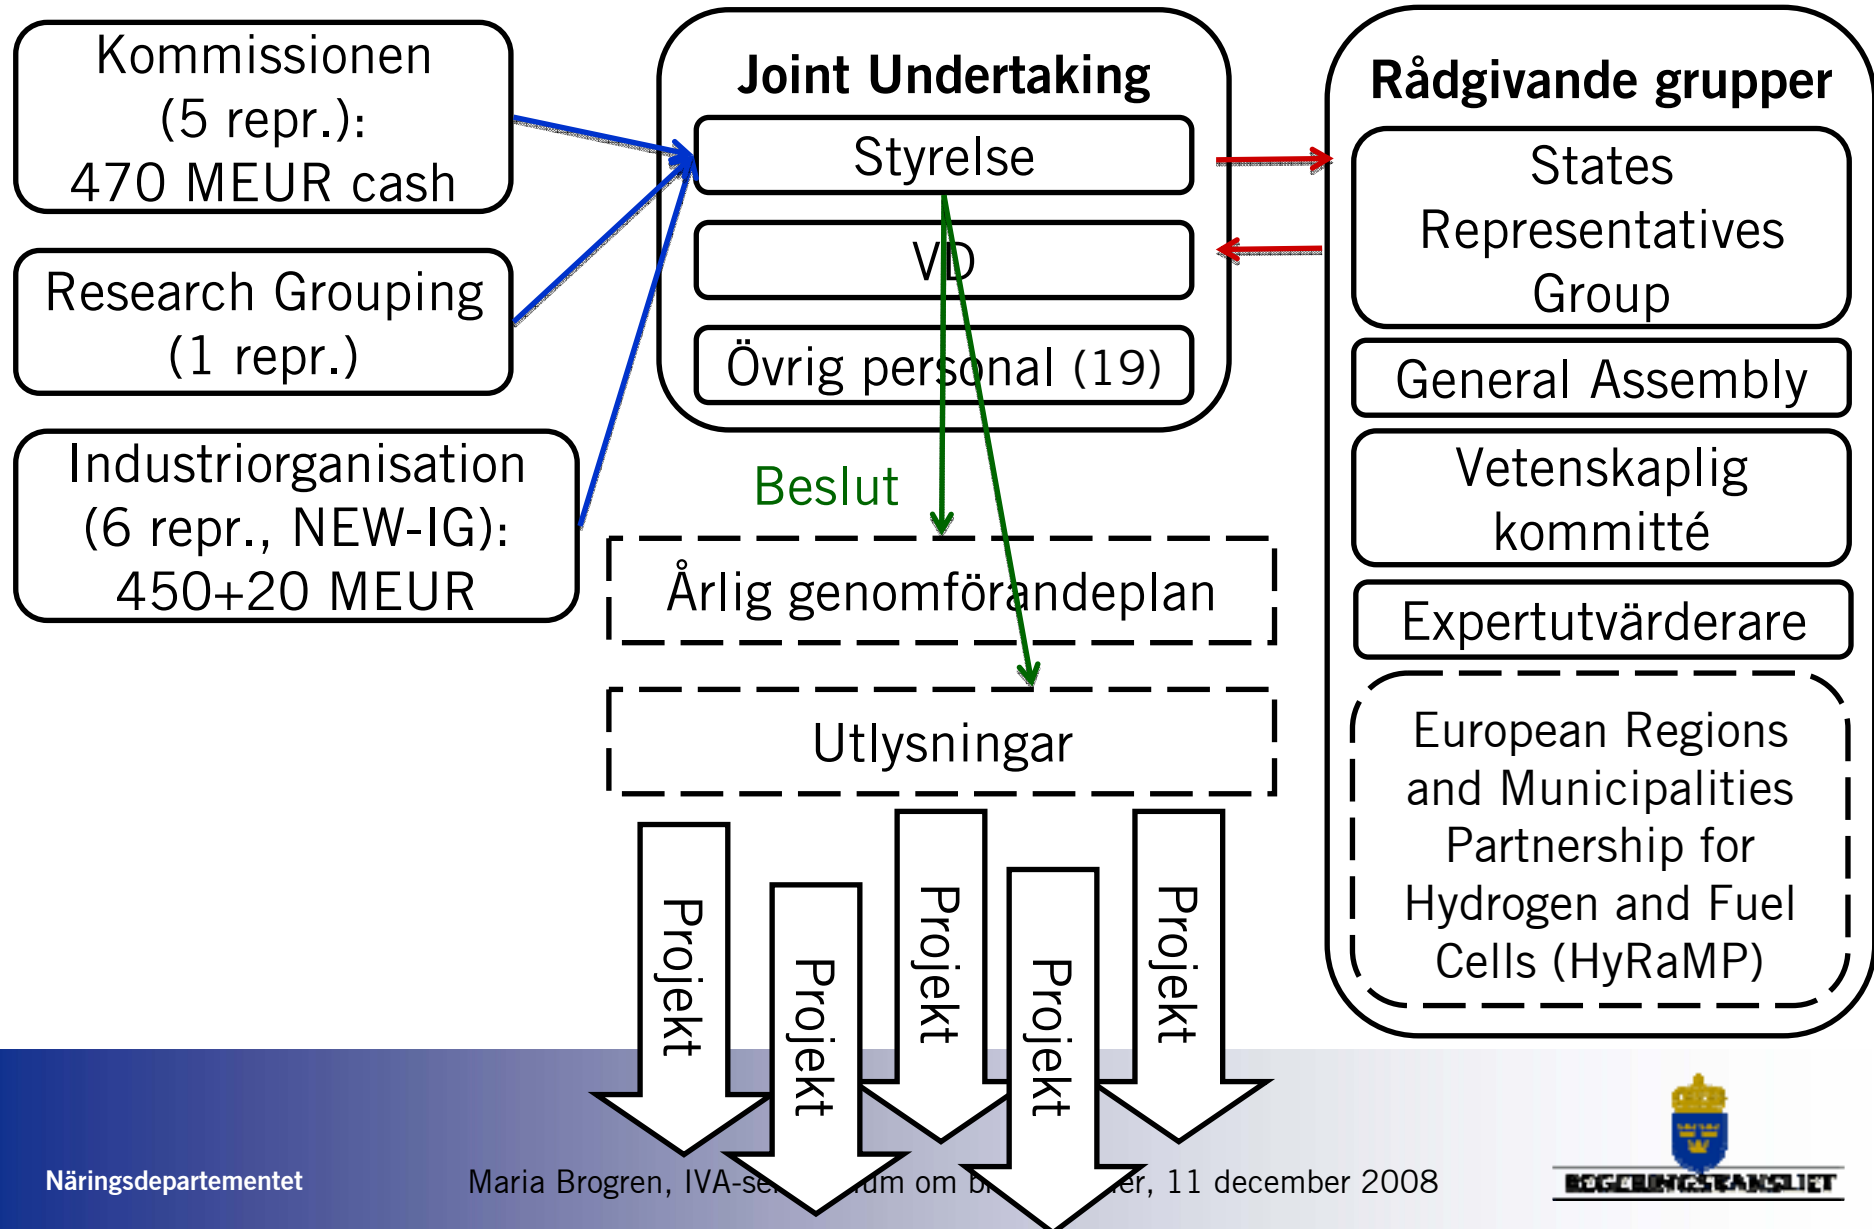 Kommissionen
(5 repr.):
470 MEUR cash
Research Grouping
(1 repr.)
Industriorganisation
(6 repr., NEW-IG):
450+20 MEUR
Joint Undertaking
Styrelse
VD
Övrig personal (19)
Beslut
Årlig genomförandeplan
Utlysningar
Projekt
Projekt
Projekt
Projekt
Projekt
Rådgivande grupper
States
Representatives
Group
General Assembly
Vetenskaplig
kommitté
Expertutvärderare
European Regions
and Municipalities
Partnership for
Hydrogen and Fuel
Cells (HyRaMP)
Näringsdepartementet
Maria Brogren, IVA- om 11 december 2008
REGERINGSKANSLIET